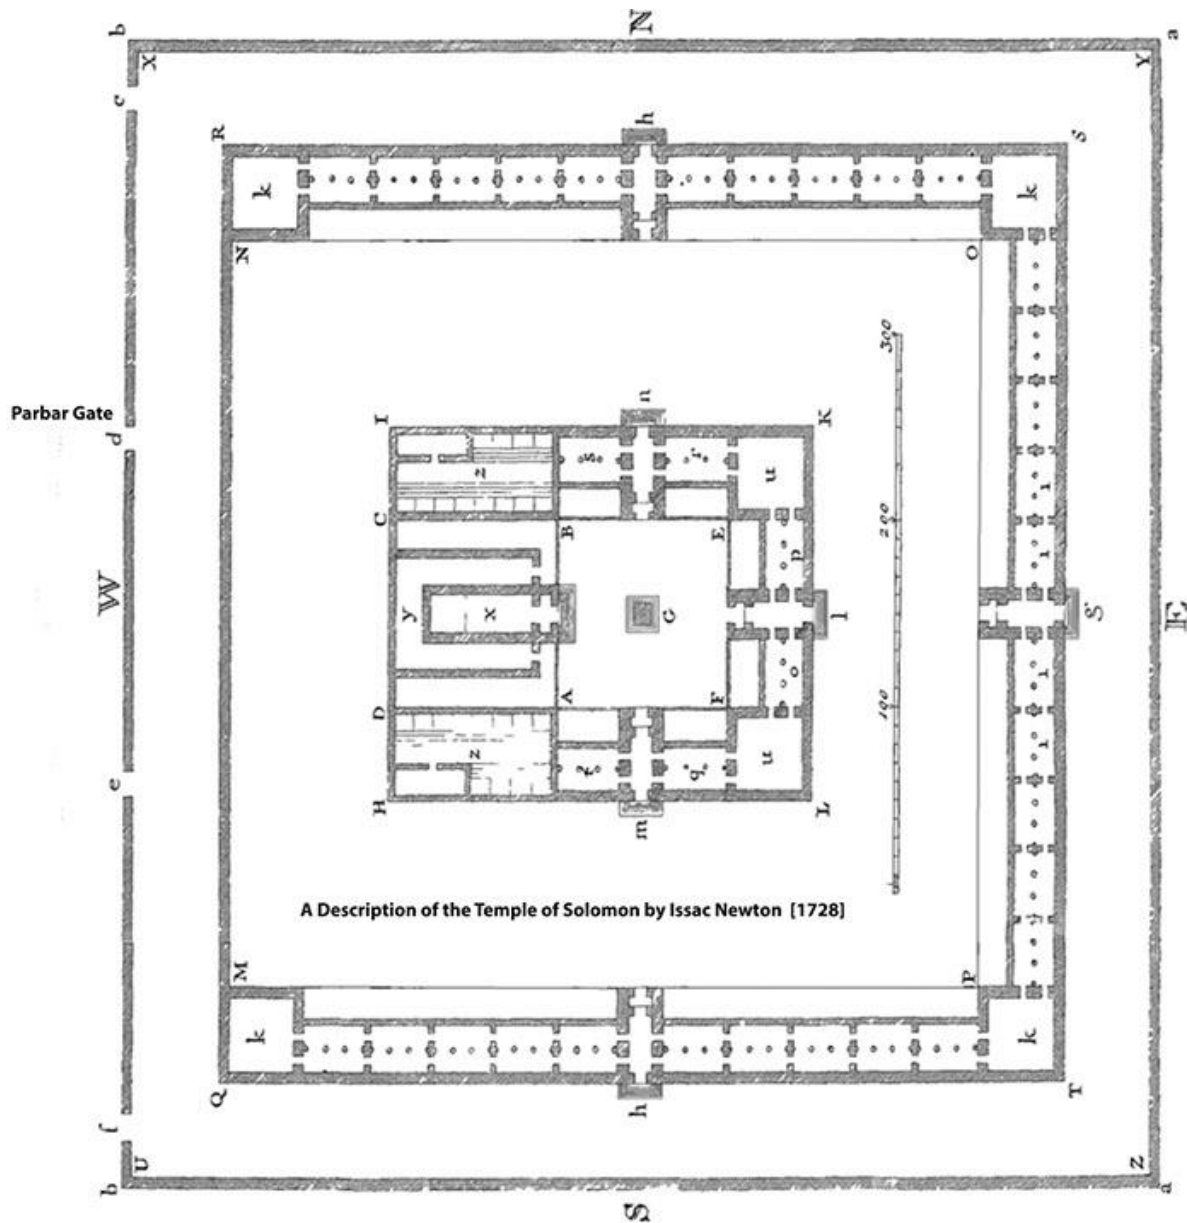 N
b
a
X
Y
c
h
R
S
k
k
N
O
300
Parbar Gate
d
I
n
K
z
s
r
u
i
C
B
E
200
i
W
p
y
x
G
l
g
E
A
F
o
i
D
100
z
t
q
u
i
e
H
m
L
A Description of the Temple of Solomon by Issac Newton [1728]
M
P
k
k
Q
h
T
f
U
Z
b
a
S